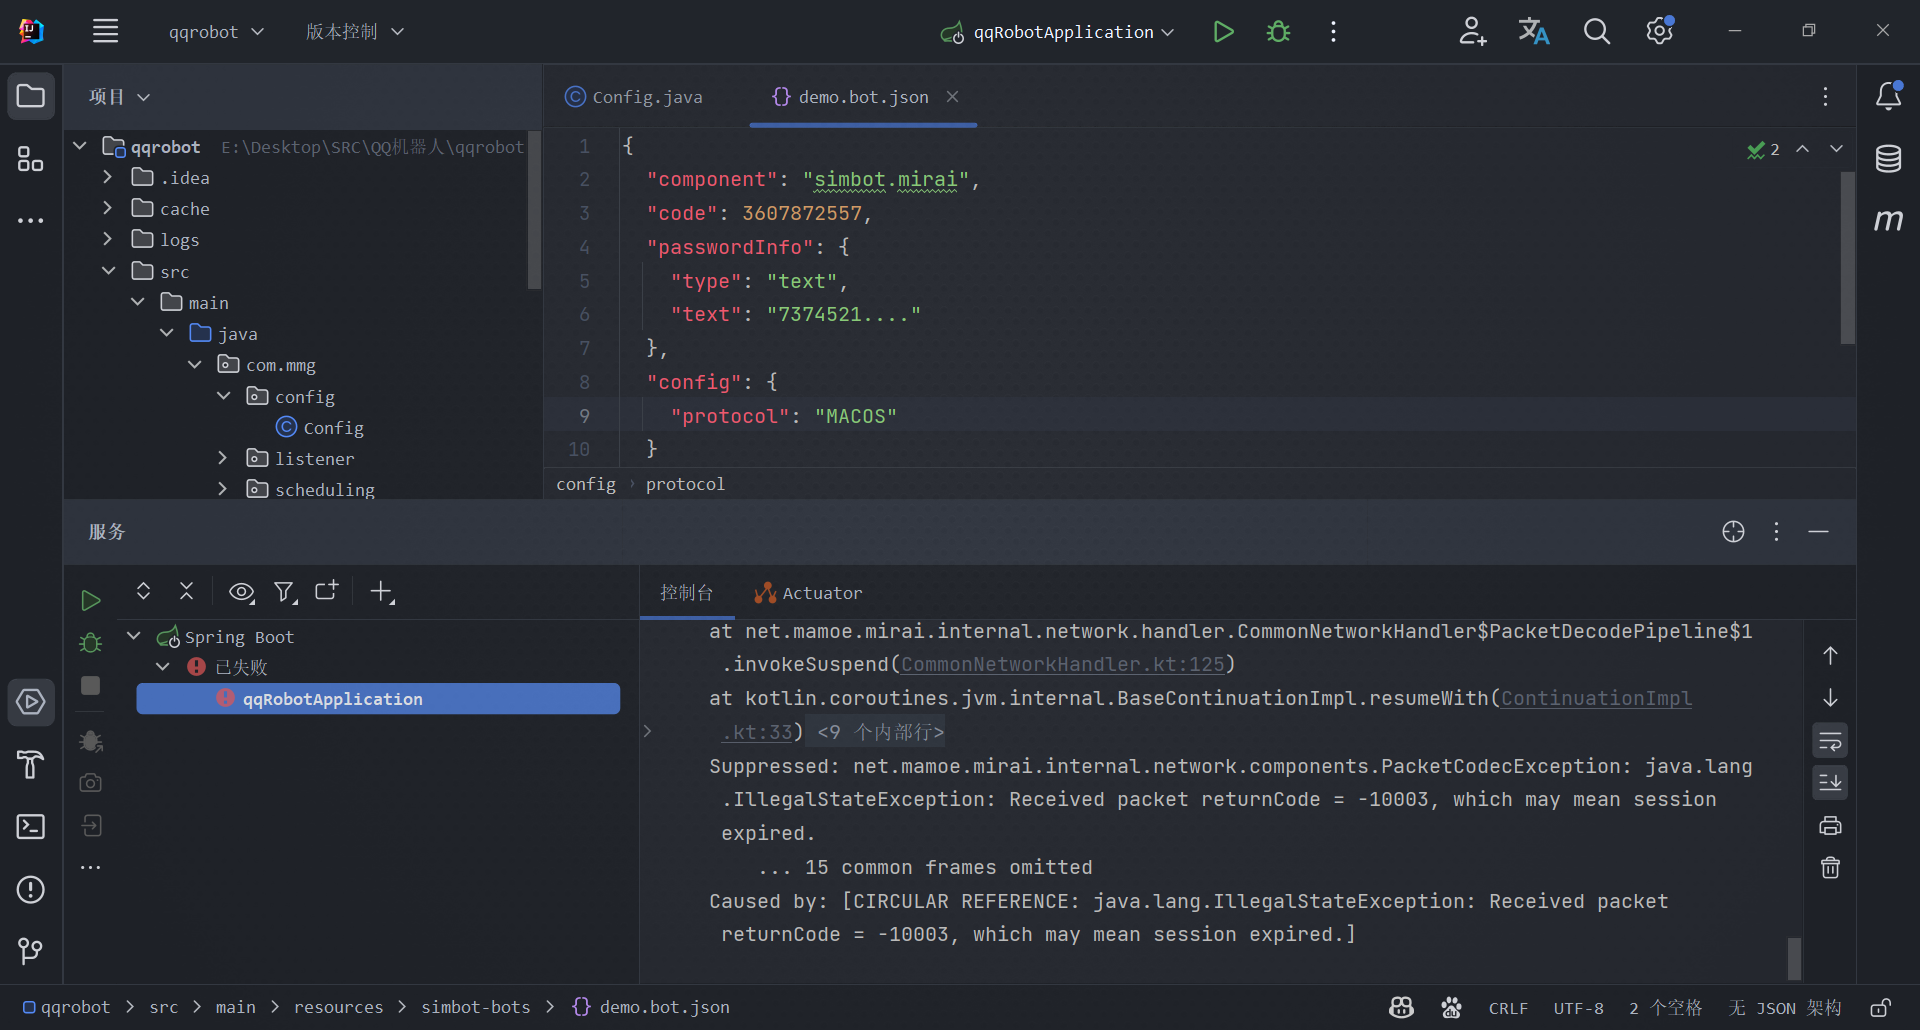 qqrobot
版本控制
qqRobotApplication
项目
Config.java
demo.bot.json
qqrobot E:\Desktop\SRC\QQ机器人\qqrobot
.idea
cache
logs
src
main
java
com.mmg
config
Config
listener
scheduling
1 {
2 "component": "simbot.mirai",
3 "code": 3607872557,
4 "passwordInfo": {
5 "type": "text",
6 "text": "7374521...."
7 },
8 "config": {
9 "protocol": "MACOS"
10 }
2
config › protocol
服务
Spring Boot
已失败
qqRobotApplication
控制台
Actuator
at net.mamoe.mirai.internal.network.handler.CommonNetworkHandler$PacketDecodePipeline$1
.invokeSuspend(CommonNetworkHandler.kt:125)
at kotlin.coroutines.jvm.internal.BaseContinuationImpl.resumeWith(ContinuationImpl
.kt:33) <9 个内部行>
Suppressed: net.mamoe.mirai.internal.network.components.PacketCodecException: java.lang
.IllegalStateException: Received packet returnCode = -10003, which may mean session
expired.
... 15 common frames omitted
Caused by: [CIRCULAR REFERENCE: java.lang.IllegalStateException: Received packet
returnCode = -10003, which may mean session expired.]
qqrobot > src > main > resources > simbot-bots > demo.bot.json
CRLF UTF-8 2 个空格 无 JSON 架构